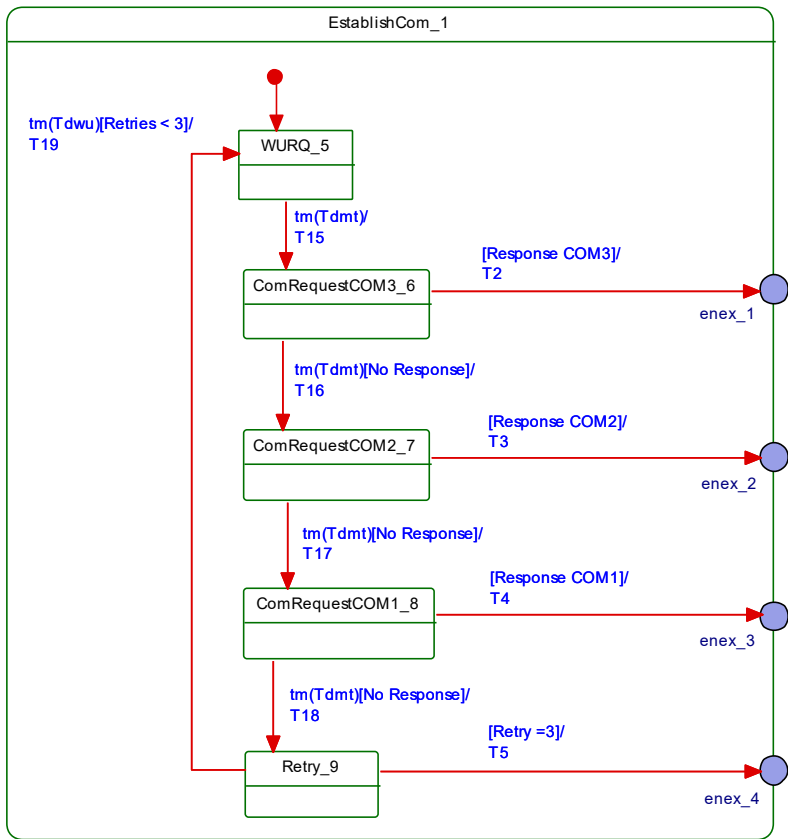 EstablishCom_1
tm(Tdwu)[Retries < 3]/
T19
WURQ_5
tm(Tdmt)/
T15
[Response COM3]/
T2
ComRequestCOM3_6
enex_1
tm(Tdmt)[No Response]/
T16
[Response COM2]/
T3
ComRequestCOM2_7
enex_2
tm(Tdmt)[No Response]/
T17
[Response COM1]/
T4
ComRequestCOM1_8
enex_3
tm(Tdmt)[No Response]/
T18
[Retry =3]/
T5
Retry_9
enex_4